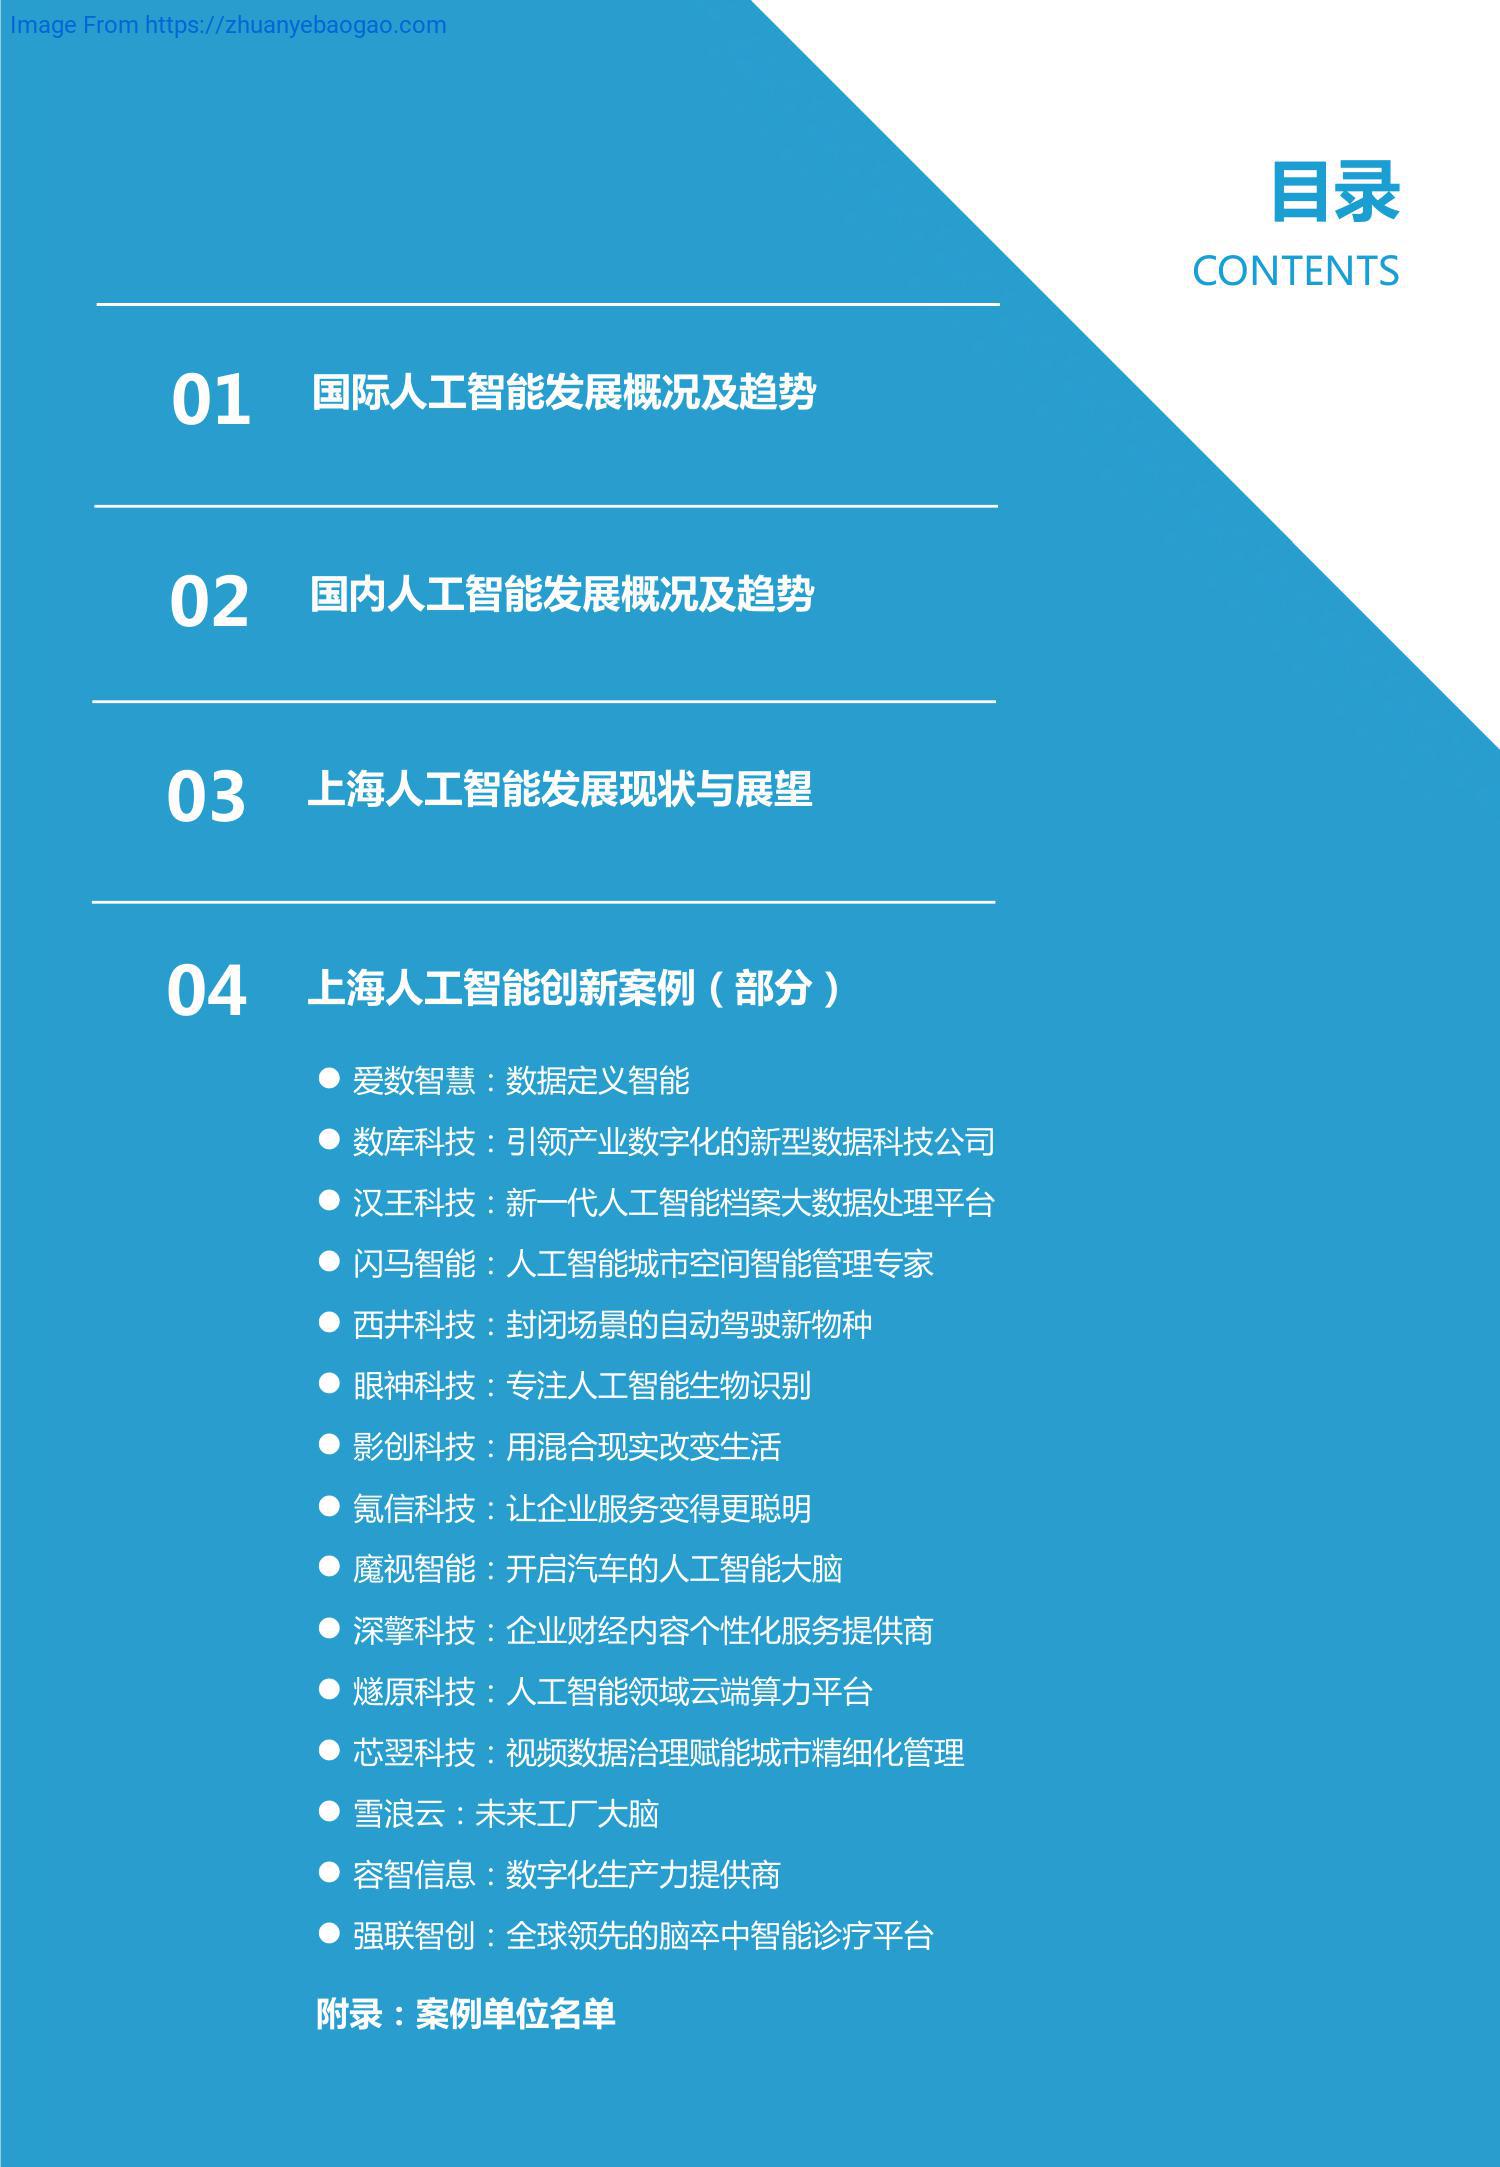 Image From https://zhuanyebaogao.com
目录
CONTENTS
01 国际人工智能发展概况及趋势
02 国内人工智能发展概况及趋势
03 上海人工智能发展现状与展望
04 上海人工智能创新案例（部分）
● 爱数智慧：数据定义智能
● 数库科技：引领产业数字化的新型数据科技公司
● 汉王科技：新一代人工智能档案大数据处理平台
● 闪马智能：人工智能城市空间智能管理专家
● 西井科技：封闭场景的自动驾驶新物种
● 眼神科技：专注人工智能生物识别
● 影创科技：用混合现实改变生活
● 氪信科技：让企业服务变得更聪明
● 魔视智能：开启汽车的人工智能大脑
● 深擎科技：企业财经内容个性化服务提供商
● 燧原科技：人工智能领域云端算力平台
● 芯翌科技：视频数据治理赋能城市精细化管理
● 雪浪云：未来工厂大脑
● 容智信息：数字化生产力提供商
● 强联智创：全球领先的脑卒中智能诊疗平台
附录：案例单位名单